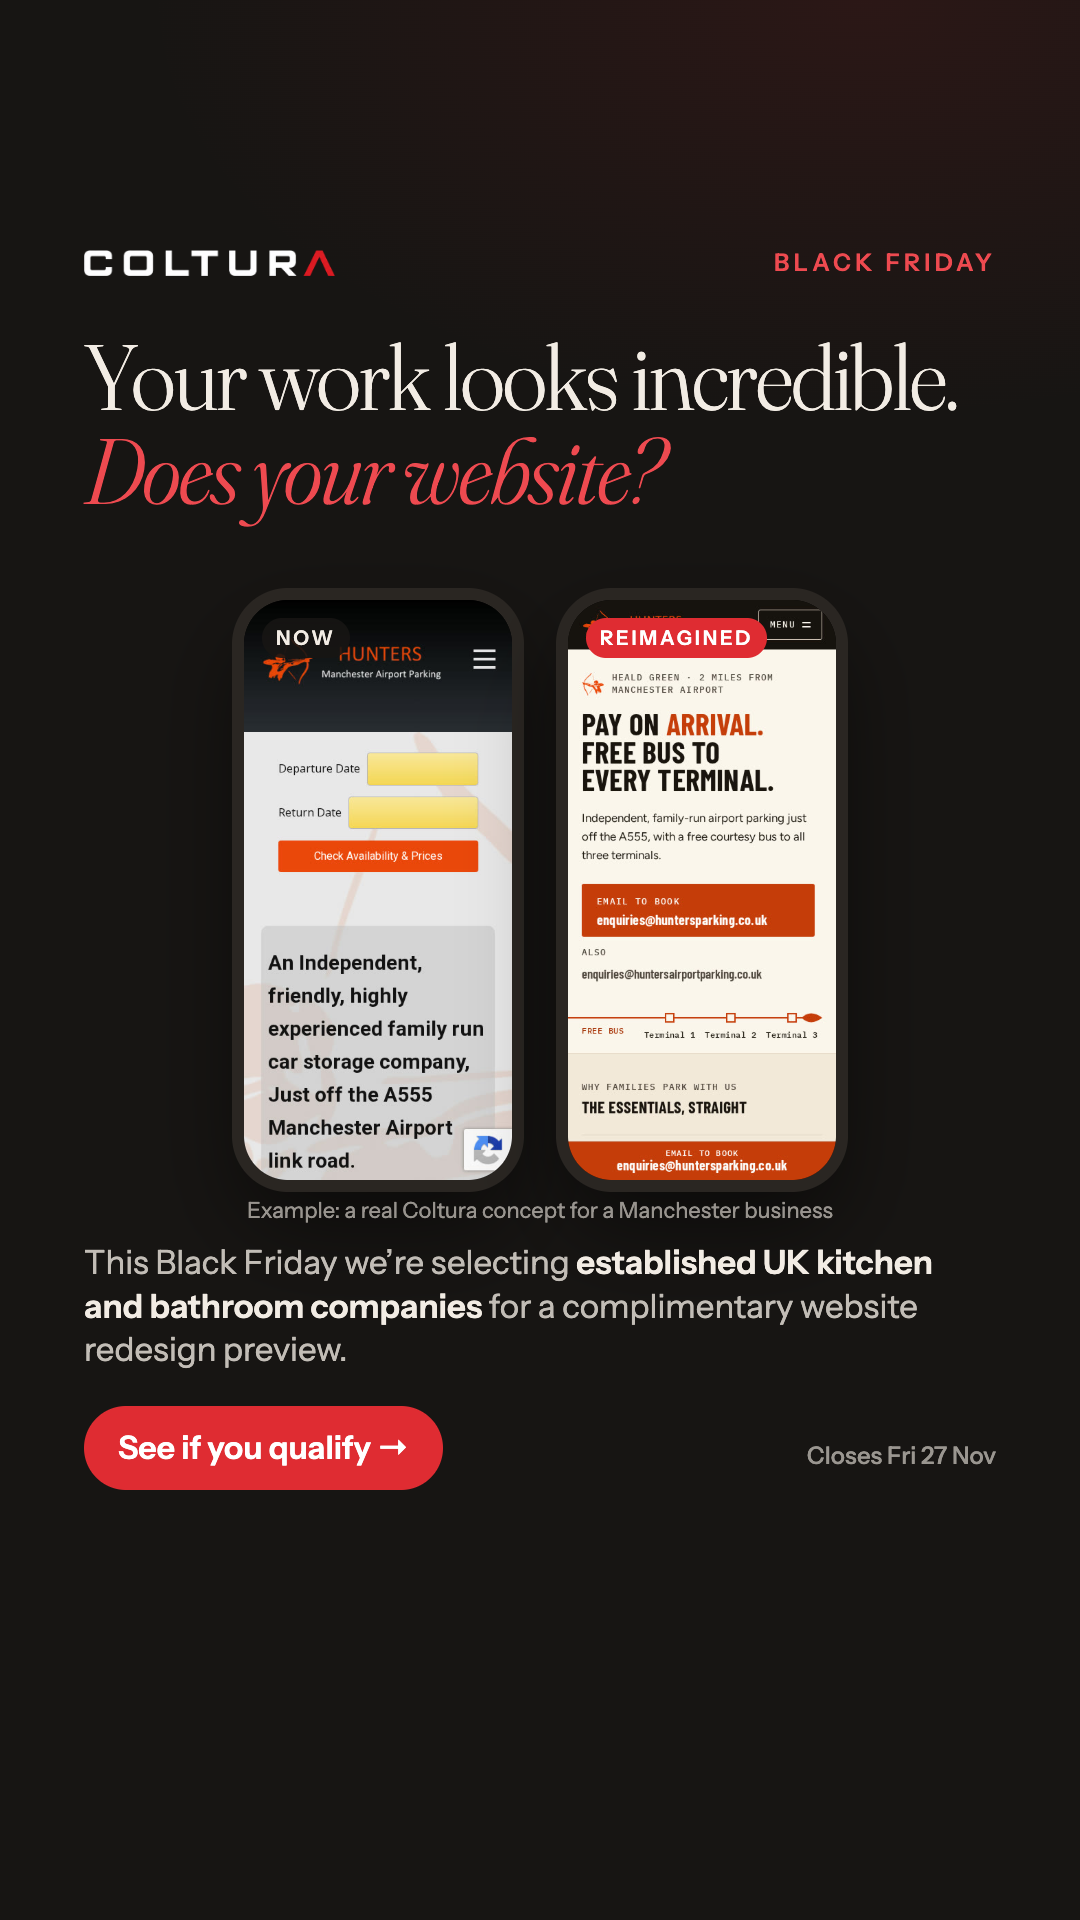 COLTURA
BLACK FRIDAY
Your work looks incredible.
Does your website?
NOW
HUNTERS
Manchester Airport Parking
Departure Date
Return Date
Check Availability & Prices
An Independent,
friendly, highly
experienced family run
car storage company,
Just off the A555
Manchester Airport
link road.
REIMAGINED
MENU
HEALD GREEN · 2 MILES FROM
MANCHESTER AIRPORT
PAY ON ARRIVAL.
FREE BUS TO
EVERY TERMINAL.
Independent, family-run airport parking just
off the A555, with a free courtesy bus to all
three terminals.
EMAIL TO BOOK
enquiries@huntersparking.co.uk
ALSO
enquiries@huntersairportparking.co.uk
FREE BUS
Terminal 1 Terminal 2 Terminal 3
WHY FAMILIES PARK WITH US
THE ESSENTIALS, STRAIGHT
EMAIL TO BOOK
enquiries@huntersparking.co.uk
Example: a real Coltura concept for a Manchester business
This Black Friday we’re selecting established UK kitchen
and bathroom companies for a complimentary website
redesign preview.
See if you qualify →
Closes Fri 27 Nov